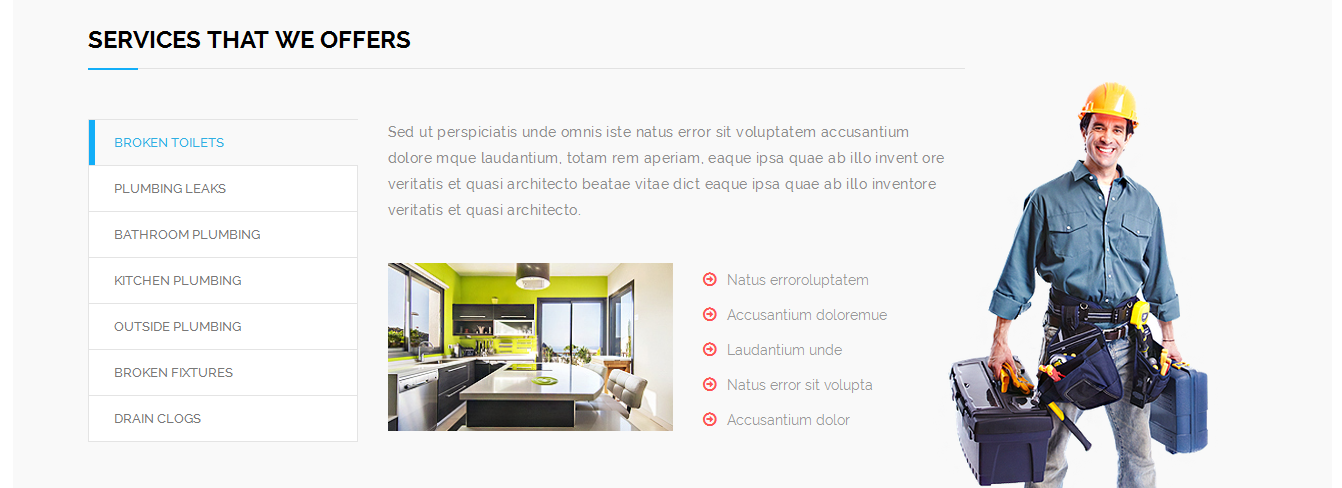 SERVICES THAT WE OFFERS
BROKEN TOILETS
PLUMBING LEAKS
BATHROOM PLUMBING
KITCHEN PLUMBING
OUTSIDE PLUMBING
BROKEN FIXTURES
DRAIN CLOGS
Sed ut perspiciatis unde omnis iste natus error sit voluptatem accusantium
dolore mque laudantium, totam rem aperiam, eaque ipsa quae ab illo invent ore
veritatis et quasi architecto beatae vitae dict eaque ipsa quae ab illo inventore
veritatis et quasi architecto.
Natus erroroluptatem
Accusantium doloremue
Laudantium unde
Natus error sit volupta
Accusantium dolor